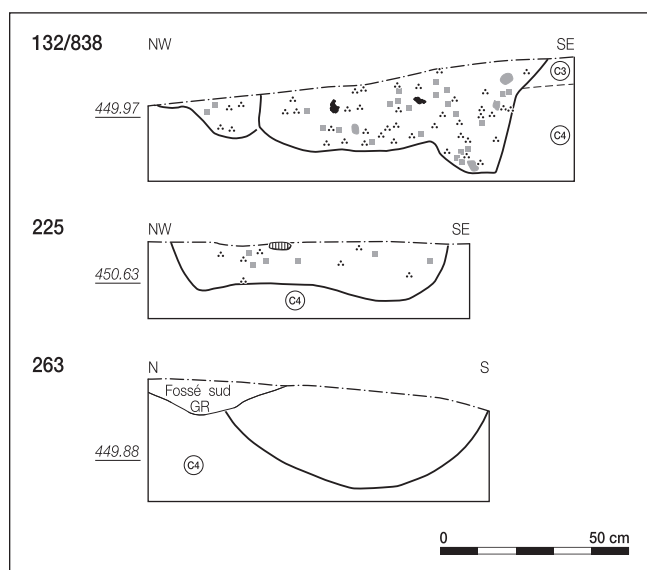 132/838
NW SE
C3
449.97
C4
225
NW SE
450.63
C4
263
N S
Fossé sud
GR
449.88
C4
0 50 cm